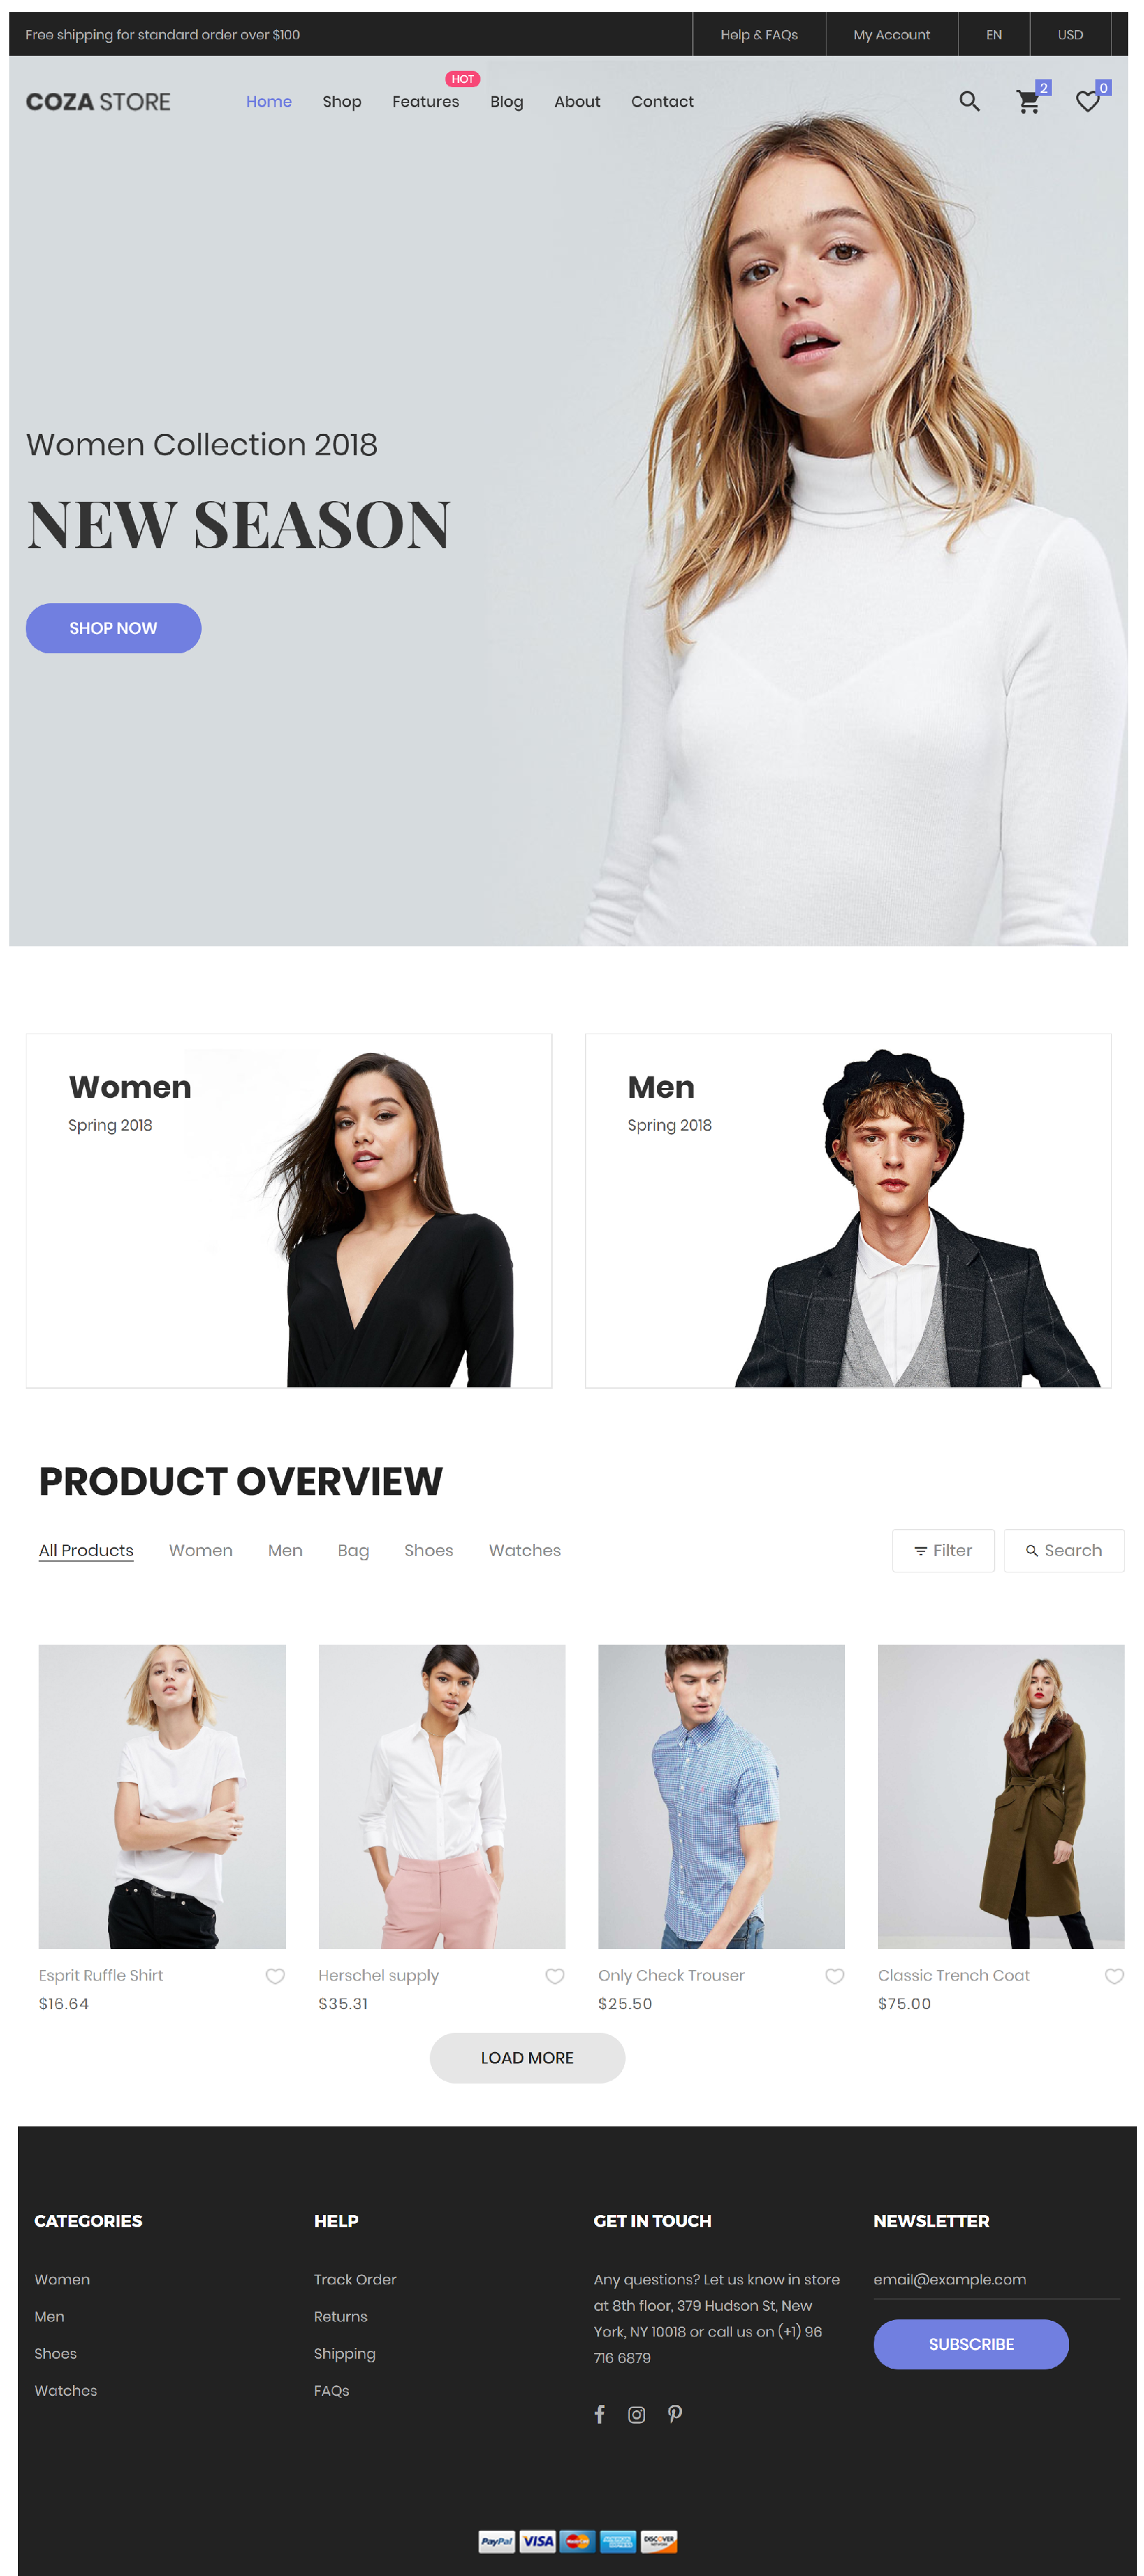 Free shipping for standard order over $100
Help & FAQs
My Account
EN
USD
COZA STORE
Home
Shop
Features
HOT
Blog
About
Contact
2
0
Women Collection 2018
NEW SEASON
SHOP NOW
Women
Spring 2018
Men
Spring 2018
PRODUCT OVERVIEW
All Products
Women
Men
Bag
Shoes
Watches
Filter
Search
Esprit Ruffle Shirt
$16.64
Herschel supply
$35.31
Only Check Trouser
$25.50
Classic Trench Coat
$75.00
LOAD MORE
CATEGORIES
Women
Men
Shoes
Watches
HELP
Track Order
Returns
Shipping
FAQs
GET IN TOUCH
Any questions? Let us know in store
at 8th floor, 379 Hudson St, New
York, NY 10018 or call us on (+1) 96
716 6879
NEWSLETTER
email@example.com
SUBSCRIBE
PayPal
VISA
MasterCard
AMERICAN EXPRESS
DISCOVER